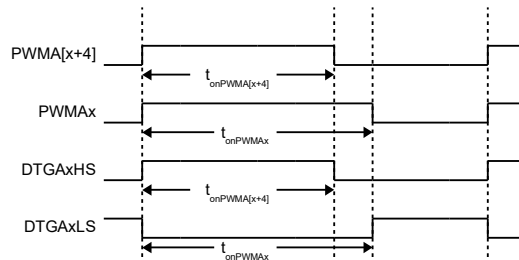 PWMA[x+4]
tonPWMA[x+4]
PWMAx
tonPWMAx
DTGAxHS
tonPWMA[x+4]
DTGAxLS
tonPWMAx